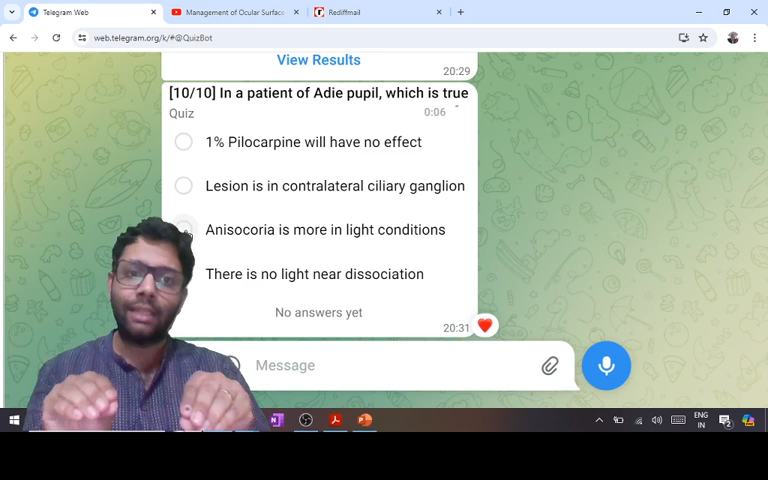 Telegram Web
Management of Ocular Surface
Rediffmail
web.telegram.org/k/#@QuizBot
View Results
20:29
[10/10] In a patient of Adie pupil, which is true
Quiz
0:06
1% Pilocarpine will have no effect
Lesion is in contralateral ciliary ganglion
Anisocoria is more in light conditions
There is no light near dissociation
No answers yet
20:31
Message
ENG
IN
2